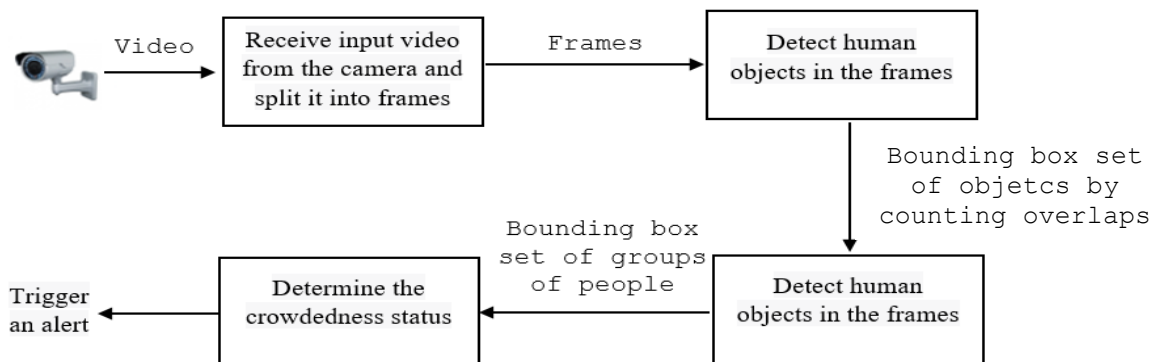 Video
Receive input video
from the camera and
split it into frames
Frames
Detect human
objects in the frames
Bounding box set
of objetcs by
counting overlaps
Detect human
objects in the frames
Bounding box
set of groups
of people
Determine the
crowdedness status
Trigger
an alert